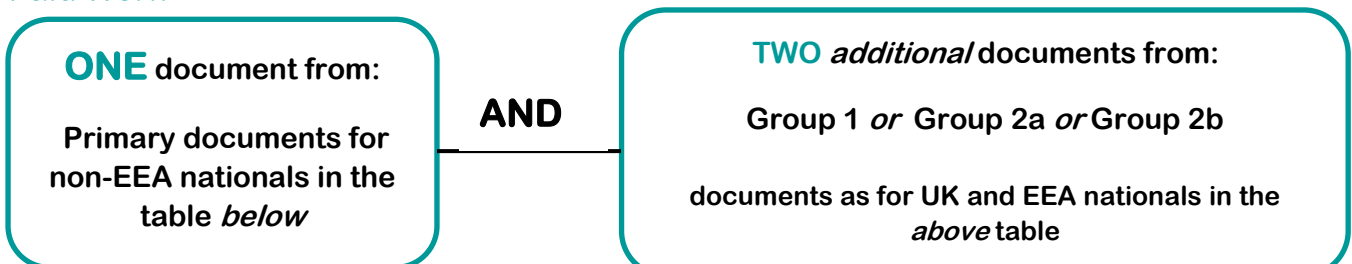 ONE document from:
Primary documents for
non-EEA nationals in the
table below
AND
TWO additional documents from:
Group 1 or Group 2a or Group 2b
documents as for UK and EEA nationals in the
above table